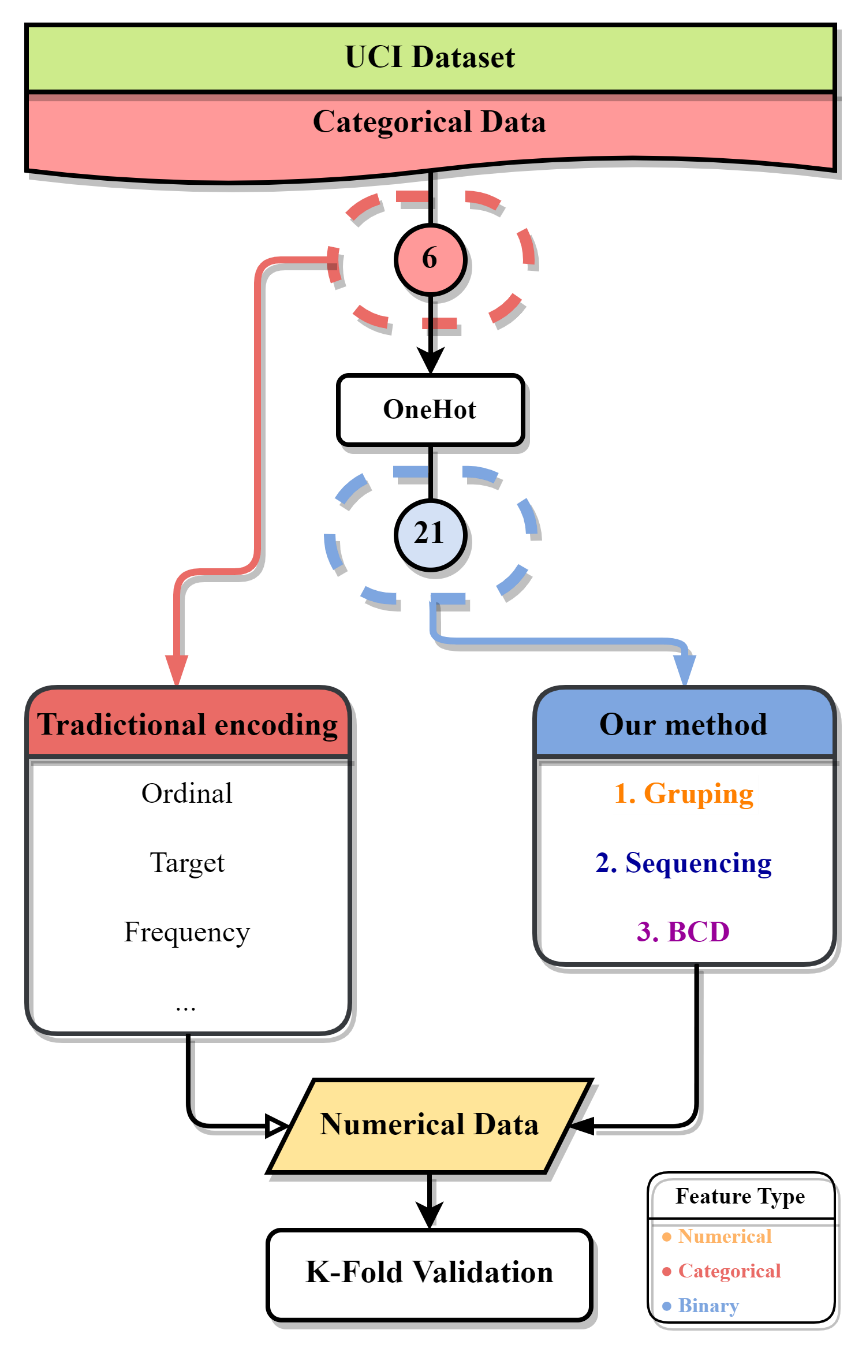 UCI Dataset
Categorical Data
6
OneHot
21
Tradictional encoding
Ordinal
Target
Frequency
...
Our method
1. Gruping
2. Sequencing
3. BCD
Numerical Data
K-Fold Validation
Feature Type
● Numerical
● Categorical
● Binary